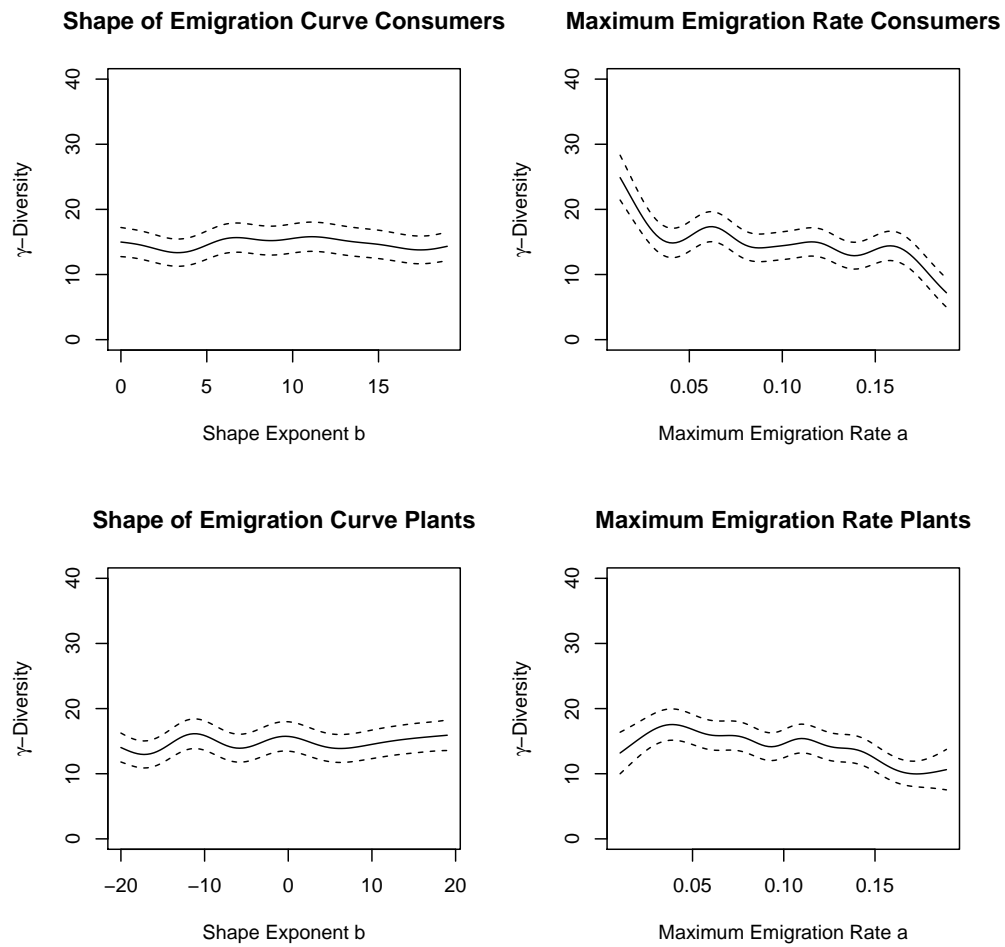 Shape of Emigration Curve Consumers
γ−Diversity
40
30
20
10
0
0 5 10 15
Shape Exponent b
Maximum Emigration Rate Consumers
γ−Diversity
40
30
20
10
0
0.05 0.10 0.15
Maximum Emigration Rate a
Shape of Emigration Curve Plants
γ−Diversity
40
30
20
10
0
−20 −10 0 10 20
Shape Exponent b
Maximum Emigration Rate Plants
γ−Diversity
40
30
20
10
0
0.05 0.10 0.15
Maximum Emigration Rate a